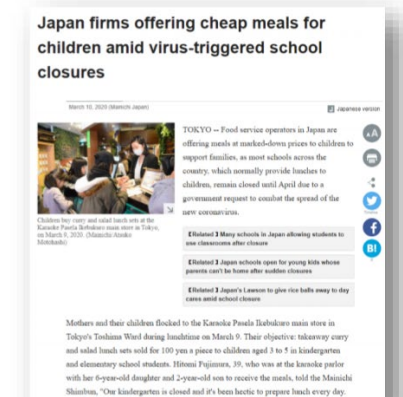 Japan firms offering cheap meals for
children amid virus-triggered school
closures
March 10, 2020 (Mainichi Japan)
Japanese version
TOKYO -- Food service operators in Japan are
offering meals at marked-down prices to children to
support families, as most schools across the
country, which normally provide lunches to
children, remain closed until April due to a
government request to combat the spread of the
new coronavirus.
Children buy curry and salad lunch sets at the
Karaoke Pasela Ikebukuro main store in Tokyo,
on March 9, 2020. (Mainichi/Atsuko
Motohashi)
【Related】Many schools in Japan allowing students to
use classrooms after closure
【Related】Japan schools open for young kids whose
parents can't be home after sudden closures
【Related】Japan's Lawson to give rice balls away to day
cares amid school closure
AA
f
B!
Mothers and their children flocked to the Karaoke Pasela Ikebukuro main store in
Tokyo's Toshima Ward during lunchtime on March 9. Their objective: takeaway curry
and salad lunch sets sold for 100 yen a piece to children aged 3 to 5 in kindergarten
and elementary school students. Hitomi Fujimura, 39, who was at the karaoke parlor
with her 6-year-old daughter and 2-year-old son to receive the meals, told the Mainichi
Shimbun, "Our kindergarten is closed and it's been hectic to prepare lunch every day.